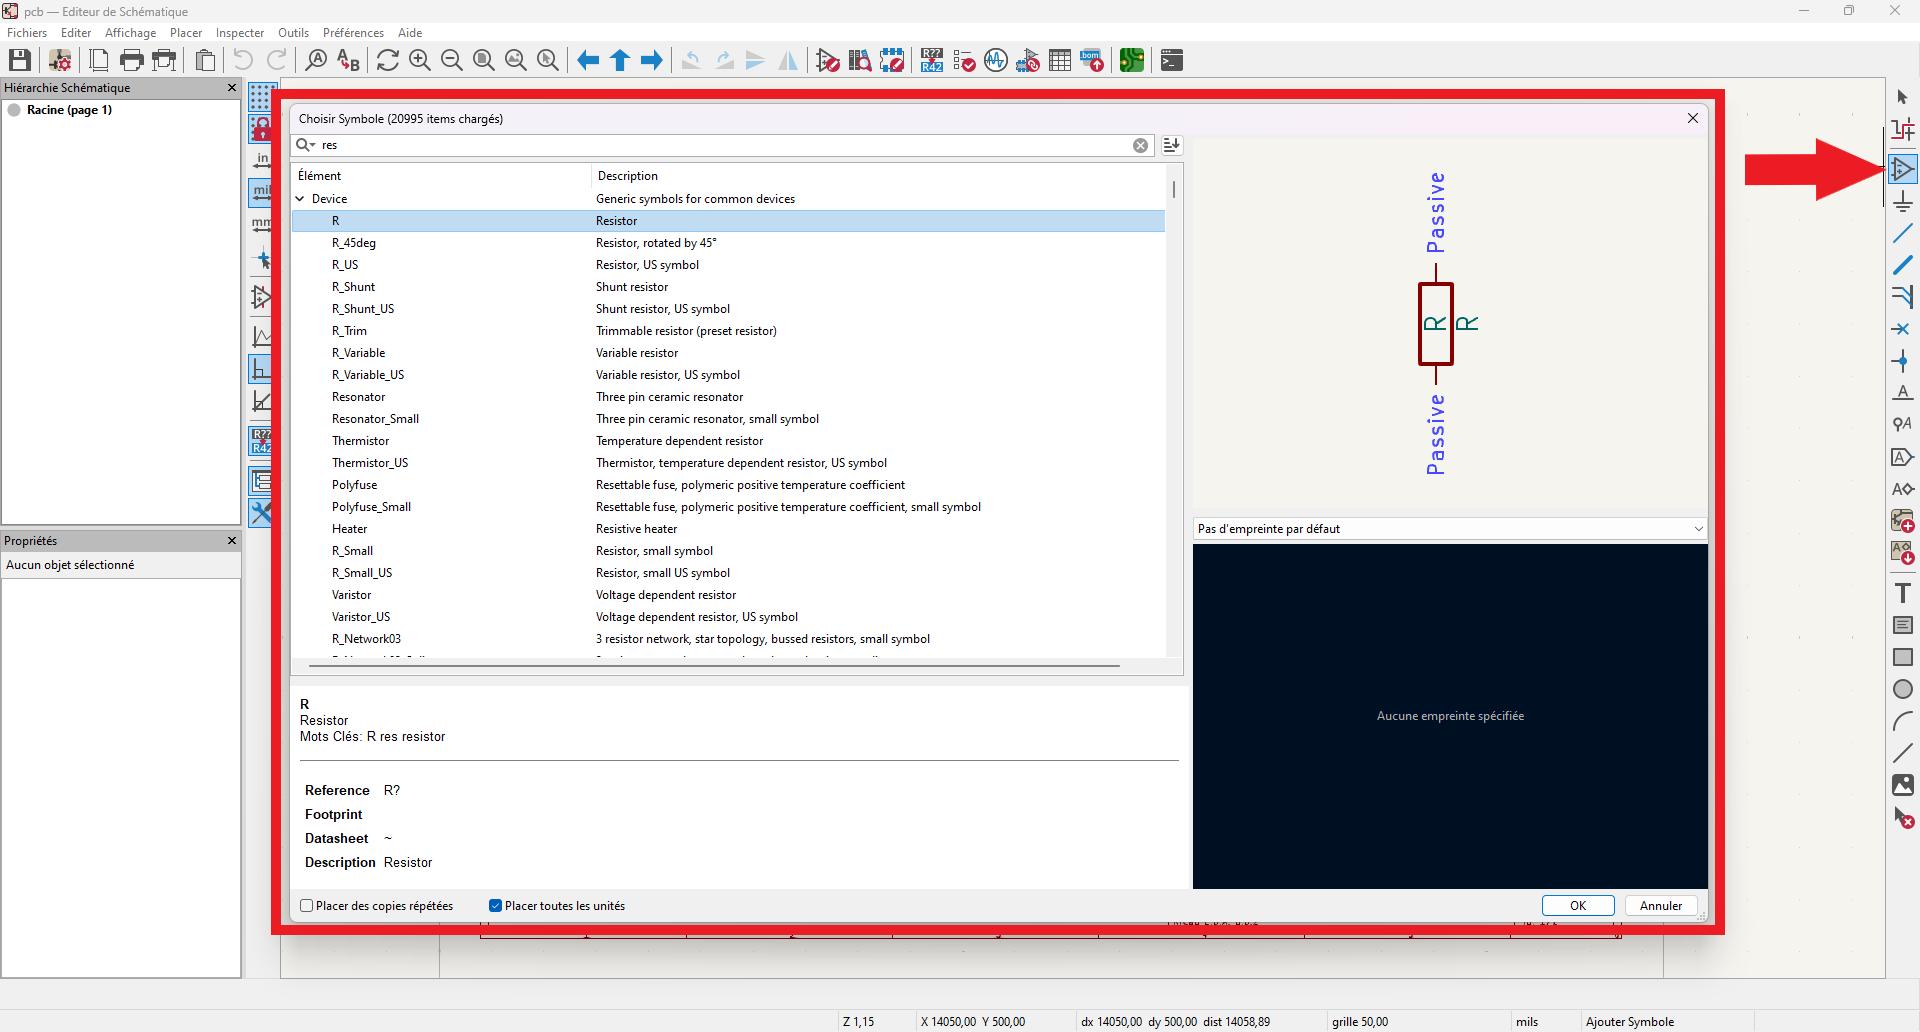 pcb — Editeur de Schématique
Fichiers Editer Affichage Placer Inspecter Outils Préférences Aide
Hiérarchie Schématique
Racine (page 1)
Propriétés
Aucun objet sélectionné
in
mil
mm
Choisir Symbole (20995 items chargés)
res
Élément Description
Device Generic symbols for common devices
R Resistor
R_45deg Resistor, rotated by 45°
R_US Resistor, US symbol
R_Shunt Shunt resistor
R_Shunt_US Shunt resistor, US symbol
R_Trim Trimmable resistor (preset resistor)
R_Variable Variable resistor
R_Variable_US Variable resistor, US symbol
Resonator Three pin ceramic resonator
Resonator_Small Three pin ceramic resonator, small symbol
Thermistor Temperature dependent resistor
Thermistor_US Thermistor, temperature dependent resistor, US symbol
Polyfuse Resettable fuse, polymeric positive temperature coefficient
Polyfuse_Small Resettable fuse, polymeric positive temperature coefficient, small symbol
Heater Resistive heater
R_Small Resistor, small symbol
R_Small_US Resistor, small US symbol
Varistor Voltage dependent resistor
Varistor_US Voltage dependent resistor, US symbol
R_Network03 3 resistor network, star topology, bussed resistors, small symbol
R
Resistor
Mots Clés: R res resistor
Reference R?
Footprint
Datasheet ~
Description Resistor
Placer des copies répétées Placer toutes les unités
Passive
R R
Passive
Pas d'empreinte par défaut
Aucune empreinte spécifiée
OK Annuler
Z 1,15 X 14050,00 Y 500,00 dx 14050,00 dy 500,00 dist 14058,89 grille 50,00 mils Ajouter Symbole